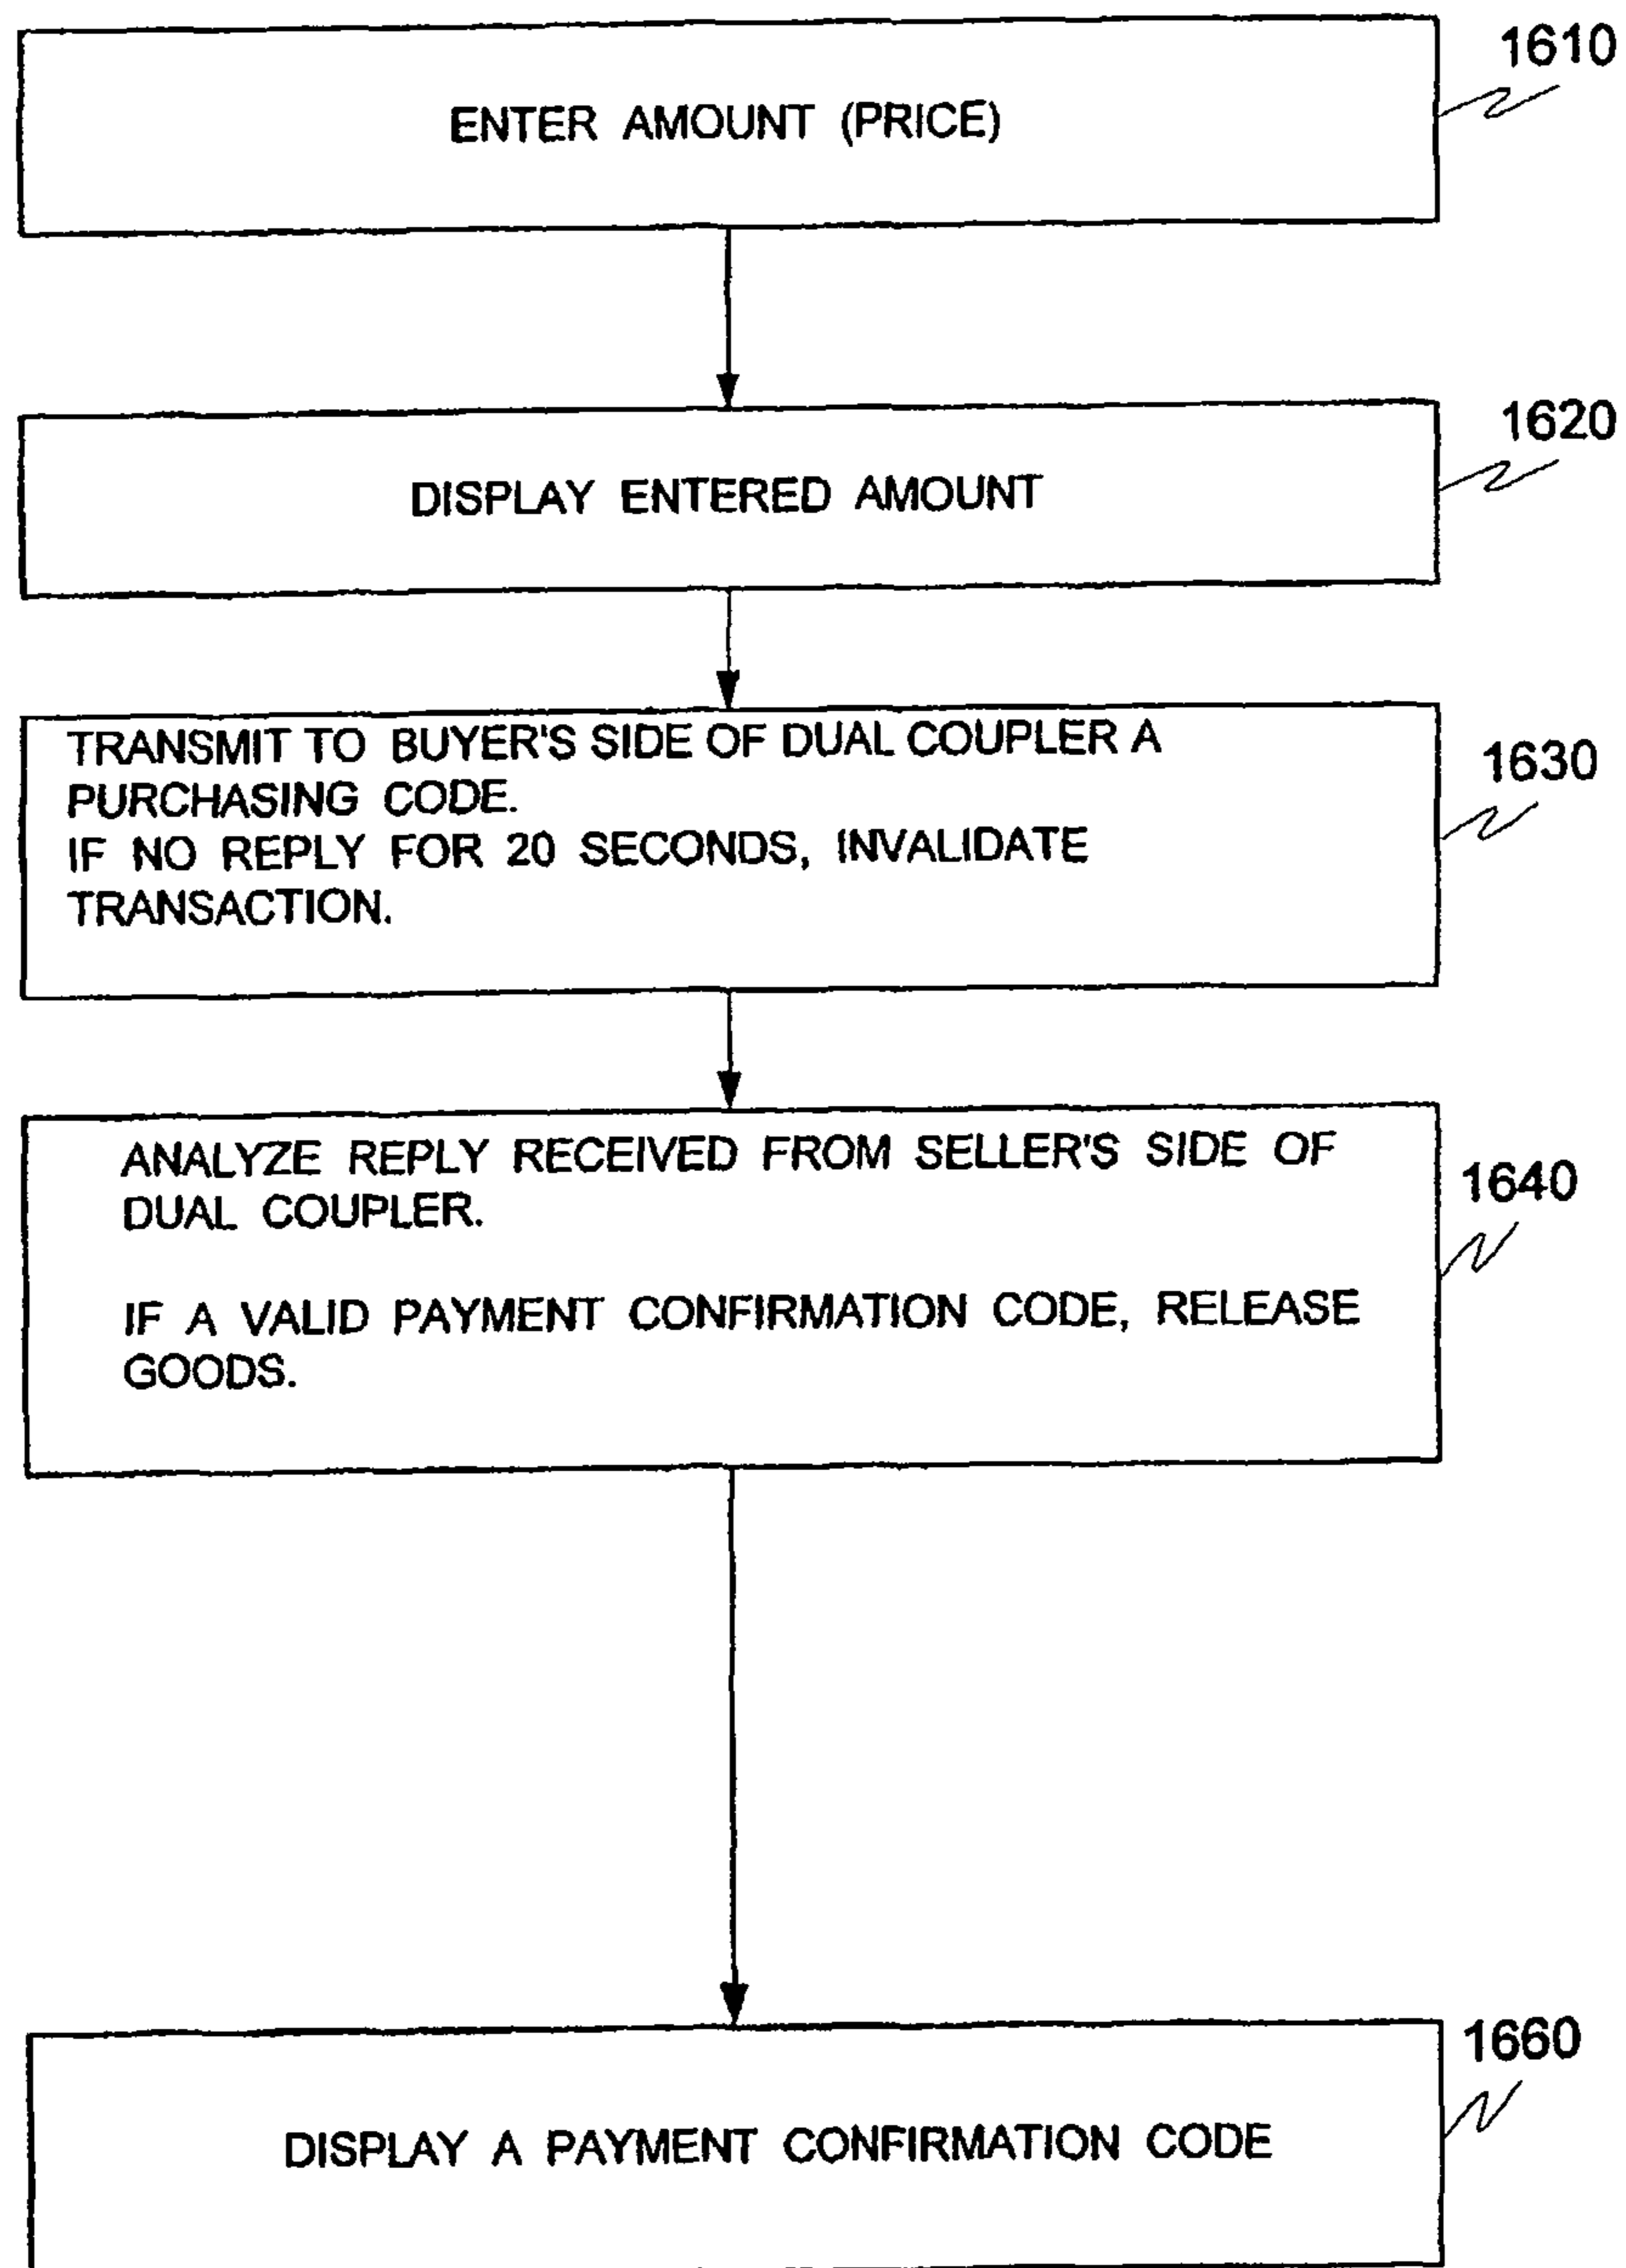 1610
ENTER AMOUNT (PRICE)
1620
DISPLAY ENTERED AMOUNT
TRANSMIT TO BUYER'S SIDE OF DUAL COUPLER A
PURCHASING CODE.
IF NO REPLY FOR 20 SECONDS, INVALIDATE
TRANSACTION.
1630
ANALYZE REPLY RECEIVED FROM SELLER'S SIDE OF
DUAL COUPLER.
1640
IF A VALID PAYMENT CONFIRMATION CODE, RELEASE
GOODS.
1660
DISPLAY A PAYMENT CONFIRMATION CODE